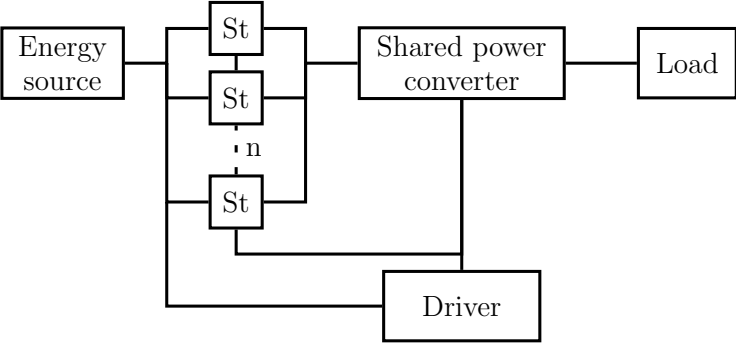 St
Energy
source
Shared power
converter
Load
St
n
St
Driver